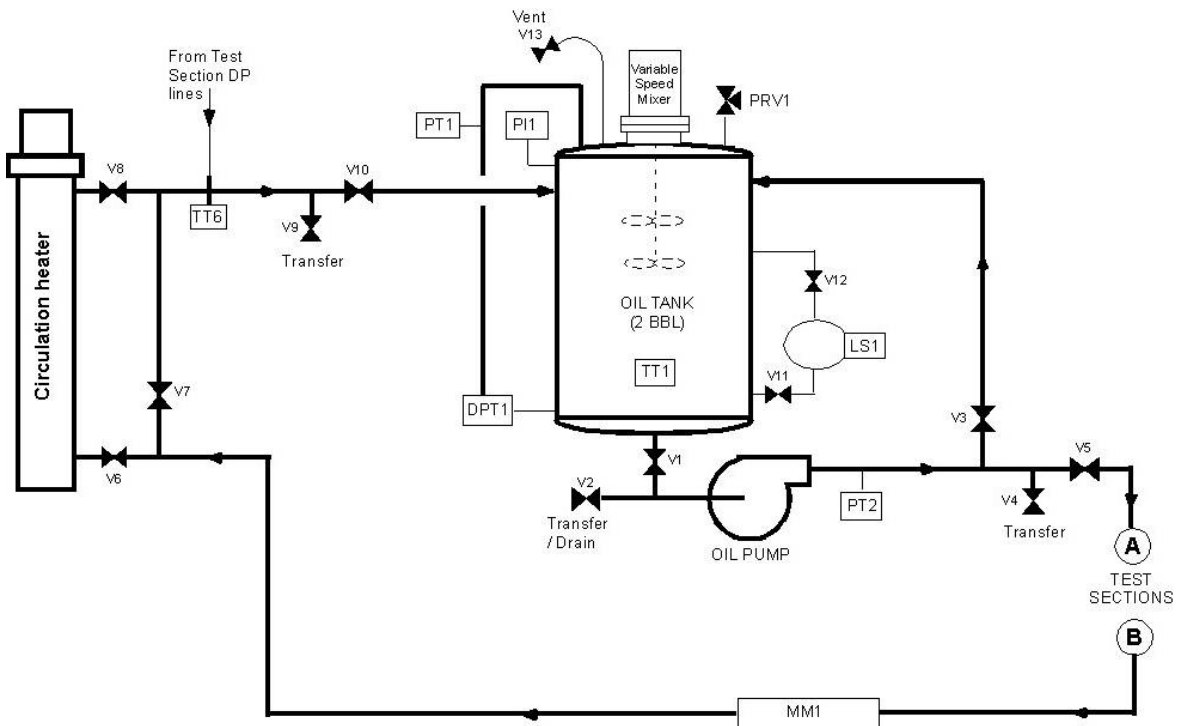 Vent
V13
From Test
Section DP
lines
Variable
Speed
Mixer
PT1
PI1
PRV1
V8
V10
TT6
V9
Transfer
Circulation heater
V12
OIL TANK
(2 BBL)
LS1
TT1
V11
V7
DPT1
V3
V6
V1
V5
V2
Transfer
/ Drain
PT2
V4
Transfer
OIL PUMP
A
TEST
SECTIONS
B
MM1